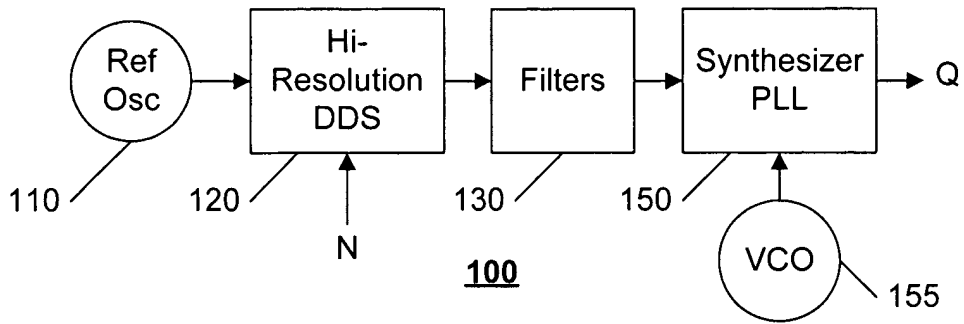 Ref
Osc
Hi-
Resolution
DDS
Filters
Synthesizer
PLL
Q
110
120
N
130
150
VCO
155
100